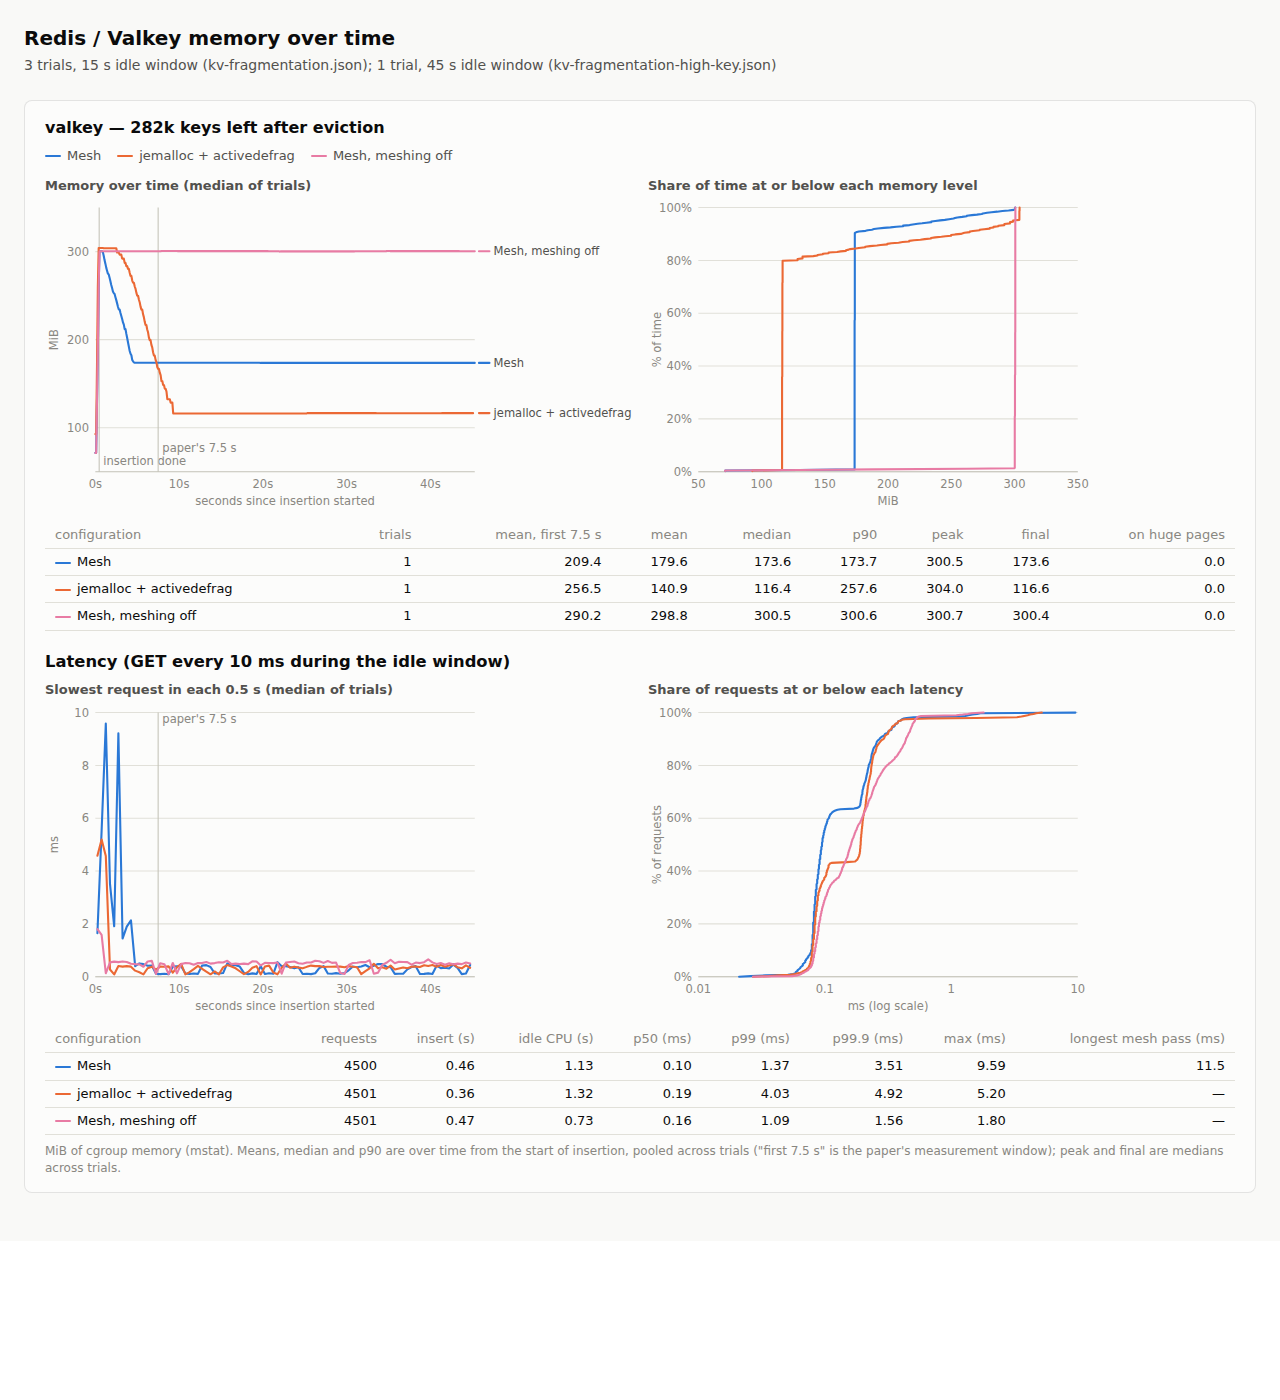 Redis / Valkey memory over time
3 trials, 15 s idle window (kv-fragmentation.json); 1 trial, 45 s idle window (kv-fragmentation-high-key.json)
valkey — 282k keys left after eviction
Mesh jemalloc + activedefrag Mesh, meshing off
Memory over time (median of trials)
300
200
100
MiB
Mesh, meshing off
Mesh
jemalloc + activedefrag
paper's 7.5 s
insertion done
0s 10s 20s 30s 40s
seconds since insertion started
Share of time at or below each memory level
100%
80%
60%
40%
20%
0%
% of time
50 100 150 200 250 300 350
MiB
configuration trials mean, first 7.5 s mean median p90 peak final on huge pages
Mesh 1 209.4 179.6 173.6 173.7 300.5 173.6 0.0
jemalloc + activedefrag 1 256.5 140.9 116.4 257.6 304.0 116.6 0.0
Mesh, meshing off 1 290.2 298.8 300.5 300.6 300.7 300.4 0.0
Latency (GET every 10 ms during the idle window)
Slowest request in each 0.5 s (median of trials)
10
8
6
4
2
0
ms
paper's 7.5 s
0s 10s 20s 30s 40s
seconds since insertion started
Share of requests at or below each latency
100%
80%
60%
40%
20%
0%
% of requests
0.01 0.1 1 10
ms (log scale)
configuration requests insert (s) idle CPU (s) p50 (ms) p99 (ms) p99.9 (ms) max (ms) longest mesh pass (ms)
Mesh 4500 0.46 1.13 0.10 1.37 3.51 9.59 11.5
jemalloc + activedefrag 4501 0.36 1.32 0.19 4.03 4.92 5.20 —
Mesh, meshing off 4501 0.47 0.73 0.16 1.09 1.56 1.80 —
MiB of cgroup memory (mstat). Means, median and p90 are over time from the start of insertion, pooled across trials ("first 7.5 s" is the paper's measurement window); peak and final are medians
across trials.